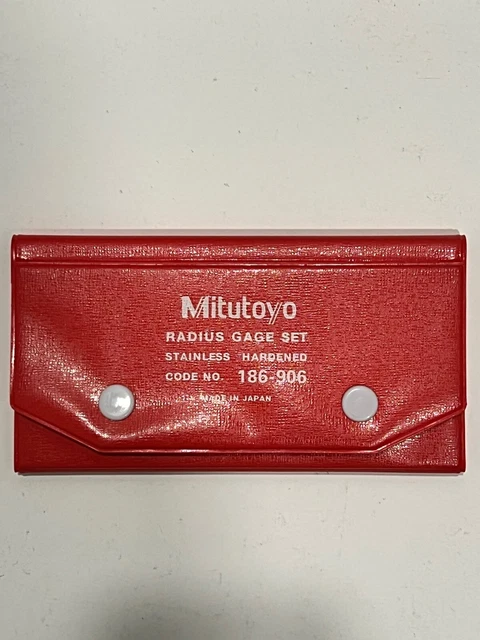 Mitutoyo
RADIUS GAGE SET
STAINLESS HARDENED
CODE NO. 186-906
MADE IN JAPAN